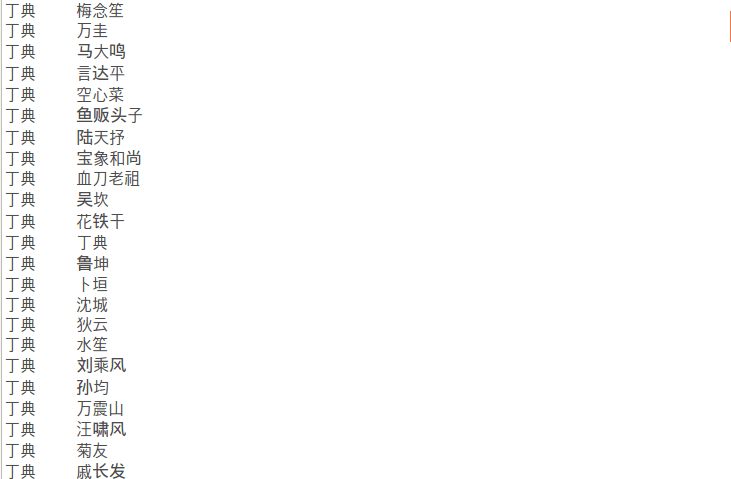 丁典 梅念笙
丁典 万圭
丁典 马大鸣
丁典 言达平
丁典 空心菜
丁典 鱼贩头子
丁典 陆天抒
丁典 宝象和尚
丁典 血刀老祖
丁典 吴坎
丁典 花铁干
丁典 丁典
丁典 鲁坤
丁典 卜垣
丁典 沈城
丁典 狄云
丁典 水笙
丁典 刘乘风
丁典 孙均
丁典 万震山
丁典 汪啸风
丁典 菊友
丁典 戚长发